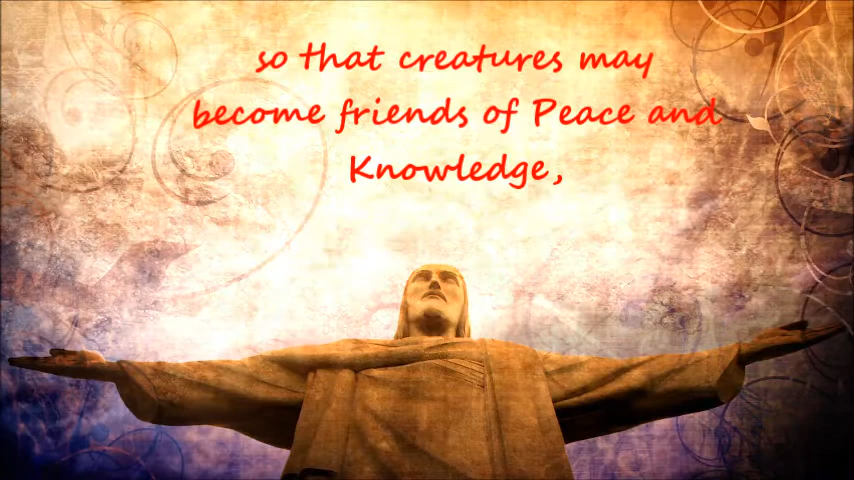 so that creatures may
become friends of Peace and
Knowledge,